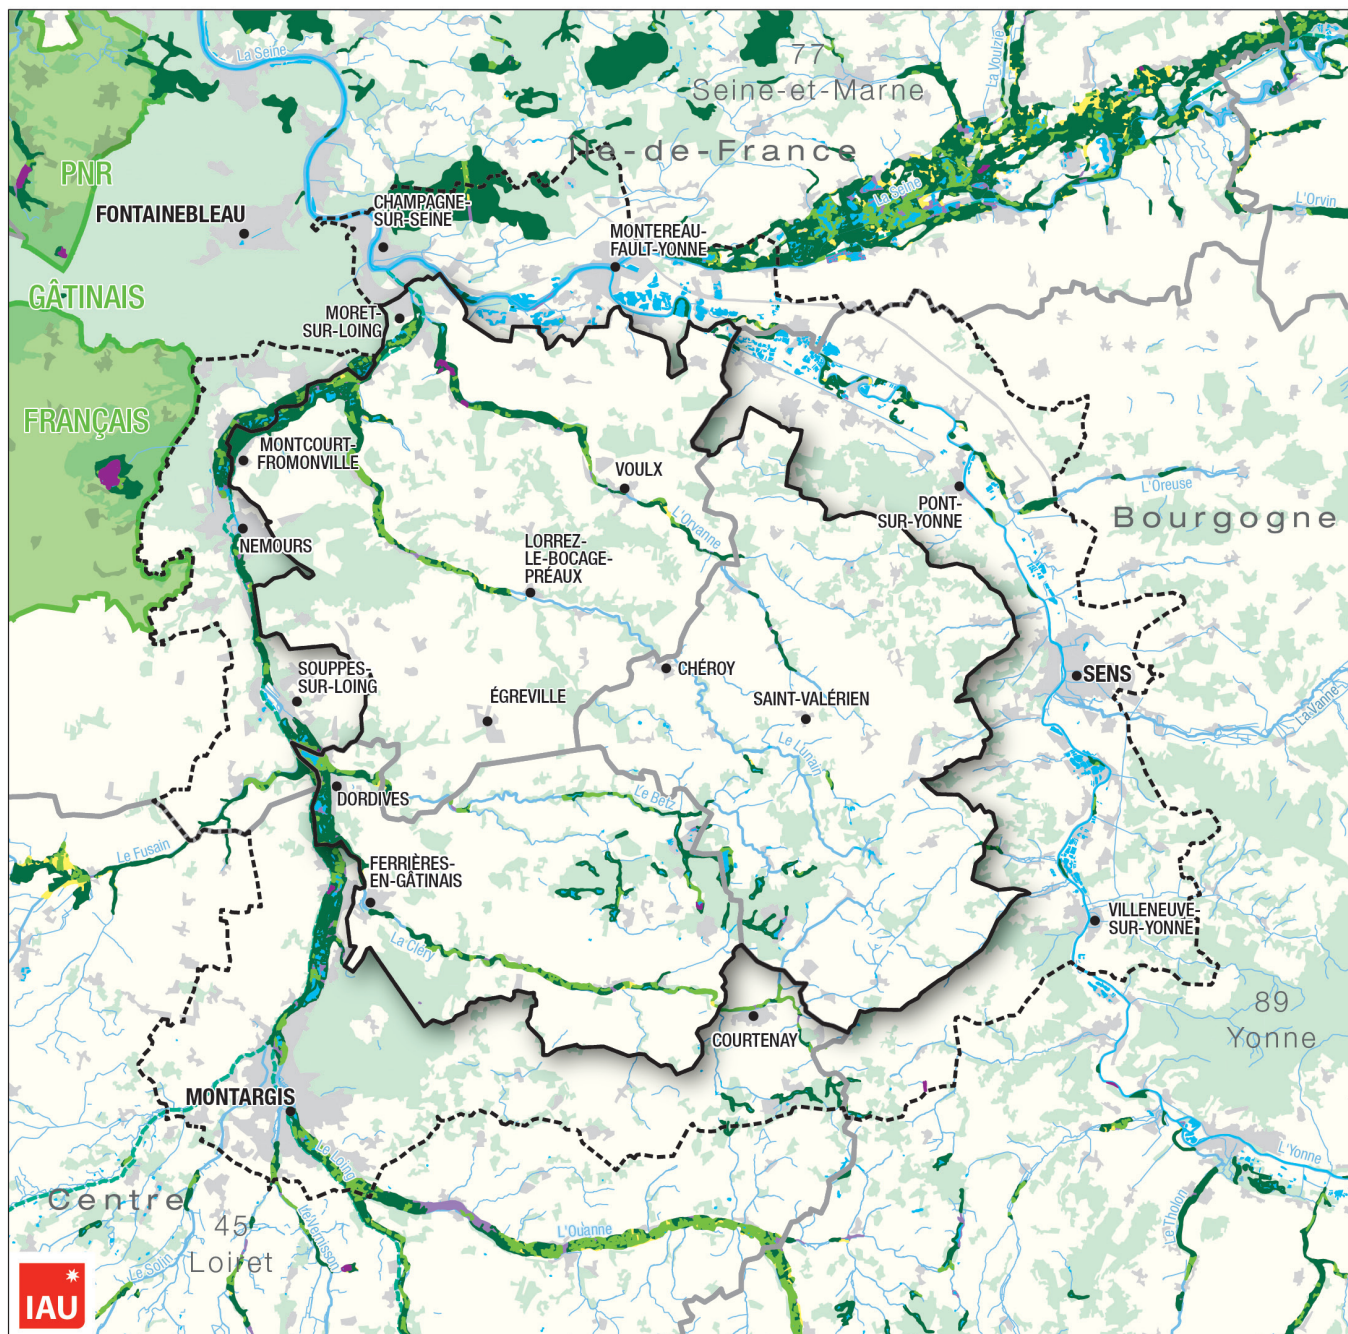 La Seine
La Voulzie
77
Seine-et-Marne
Île-de-France
PNR
FONTAINEBLEAU
CHAMPAGNE-
SUR-SEINE
La Seine
L'Orvin
MONTEREAU-
FAULT-YONNE
GÂTINAIS
MORET-
SUR-LOING
FRANÇAIS
MONTCOURT-
FROMONVILLE
VOULX
L'Oreuse
PONT-
SUR-YONNE
Bourgogne
L'Orvanne
NEMOURS
LORREZ-
LE-BOCAGE-
PRÉAUX
SOUPPES-
SUR-LOING
CHÉROY
SENS
ÉGREVILLE
SAINT-VALÉRIEN
La Vanne
Le Lunain
DORDIVES
Le Betz
Le Fusain
FERRIÈRES-
EN-GÂTINAIS
VILLENEUVE-
SUR-YONNE
La Cléry
89
Yonne
COURTENAY
MONTARGIS
Le Loing
L'Yonne
Centre
45
Loiret
Le Vernisson
L'Ouanne
Le Tholon
Le Solin
IAU